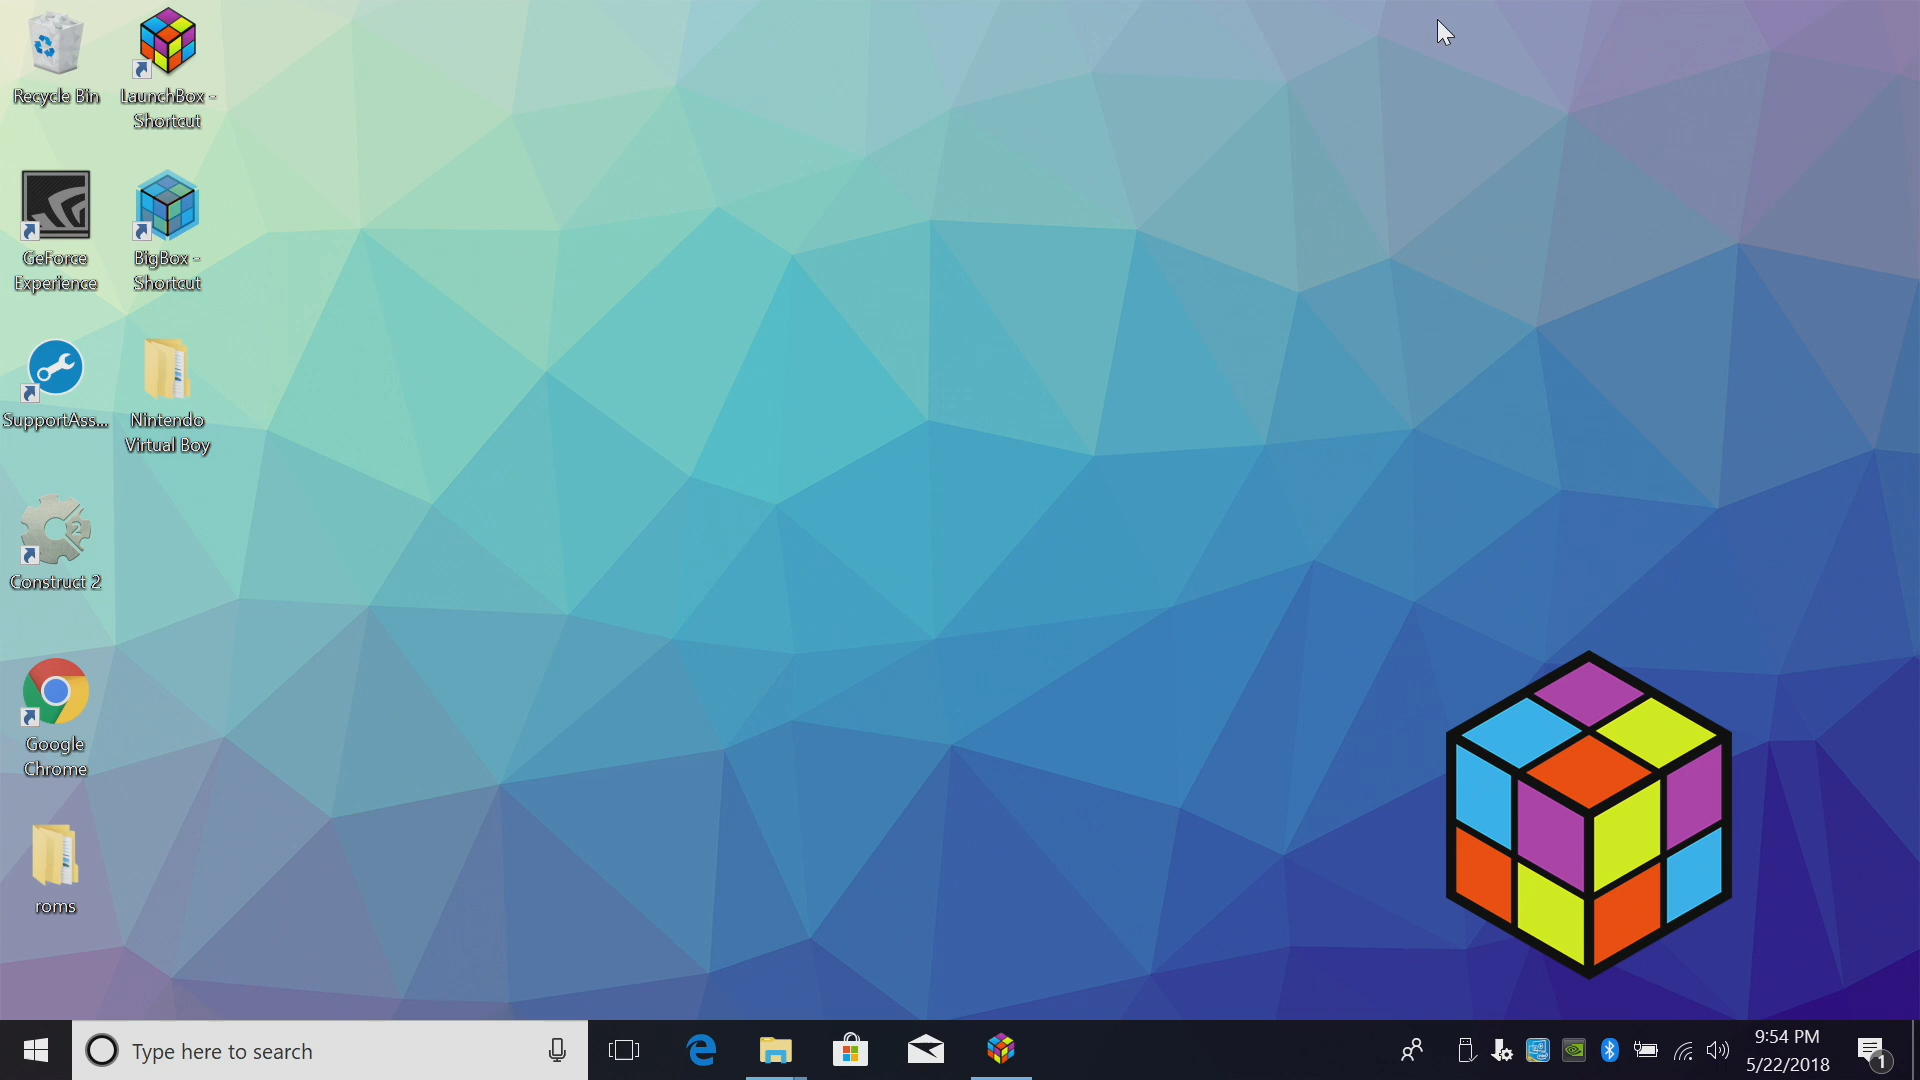 Recycle Bin
LaunchBox -
Shortcut
GeForce
Experience
BigBox -
Shortcut
SupportAss...
Nintendo
Virtual Boy
2
Construct 2
Google
Chrome
roms
Type here to search
9:54 PM
5/22/2018
1